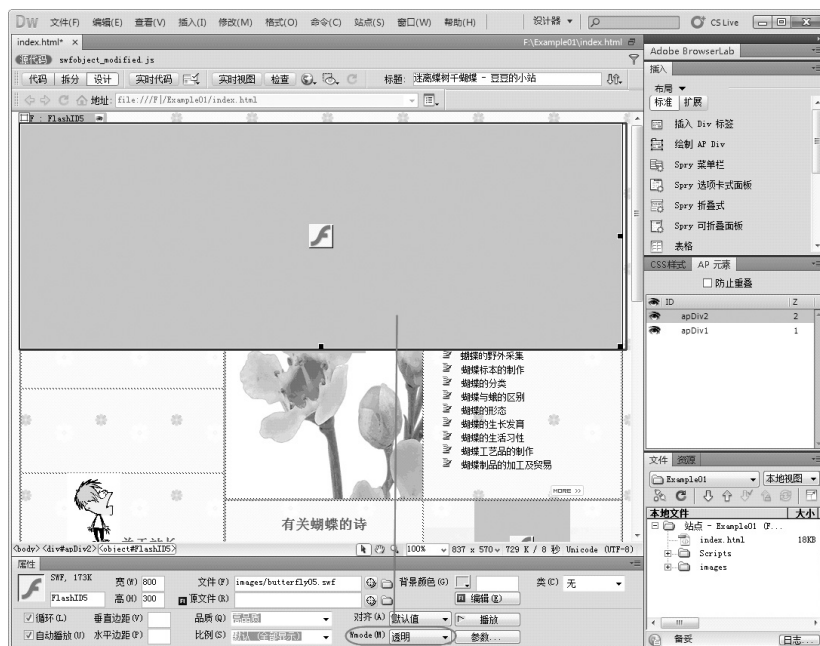 DW 文件(F) 编辑(E) 查看(V) 插入(I) 修改(M) 格式(O) 命令(C) 站点(S) 窗口(W) 帮助(H) 设计器 CS Live
index.html* × F:\Example01\index.html
源代码 swfobject_modified.js
代码 拆分 设计 实时代码 实时视图 检查 标题: 迷离蝶树千蝴蝶 - 豆豆的小站
地址: file:///F|/Example01/index.html
F : FlashID5
蝴蝶的野外采集
蝴蝶标本的制作
蝴蝶的分类
蝴蝶与蛾的区别
蝴蝶的形态
蝴蝶的生长发育
蝴蝶的生活习性
蝴蝶工艺品的制作
蝴蝶制品的加工及贸易
MORE >>
有关蝴蝶的诗
<body> <div#apDiv2> <object#FlashID5> 100% 837 x 570 729 K / 8 秒 Unicode (UTF-8)
属性
SWF, 173K 宽(W) 800 文件(F) images/butterfly05.swf 背景颜色(G) 类(C) 无
FlashID5 高(H) 300 源文件(R) 编辑(E)
循环(L) 垂直边距(V) 品质(Q) 高品质 对齐(A) 默认值 播放
自动播放(U) 水平边距(P) 比例(S) 默认 (全部显示) Wmode(M) 透明 参数...
Adobe BrowserLab
插入
布局
标准 扩展
插入 Div 标签
绘制 AP Div
Spry 菜单栏
Spry 选项卡式面板
Spry 折叠式
Spry 可折叠面板
表格
CSS样式 AP 元素
防止重叠
ID Z
apDiv2 2
apDiv1 1
文件 资源
Example01 本地视图
本地文件 大小
站点 - Example01 (F...
index.html 18KB
Scripts
images
备妥 日志...